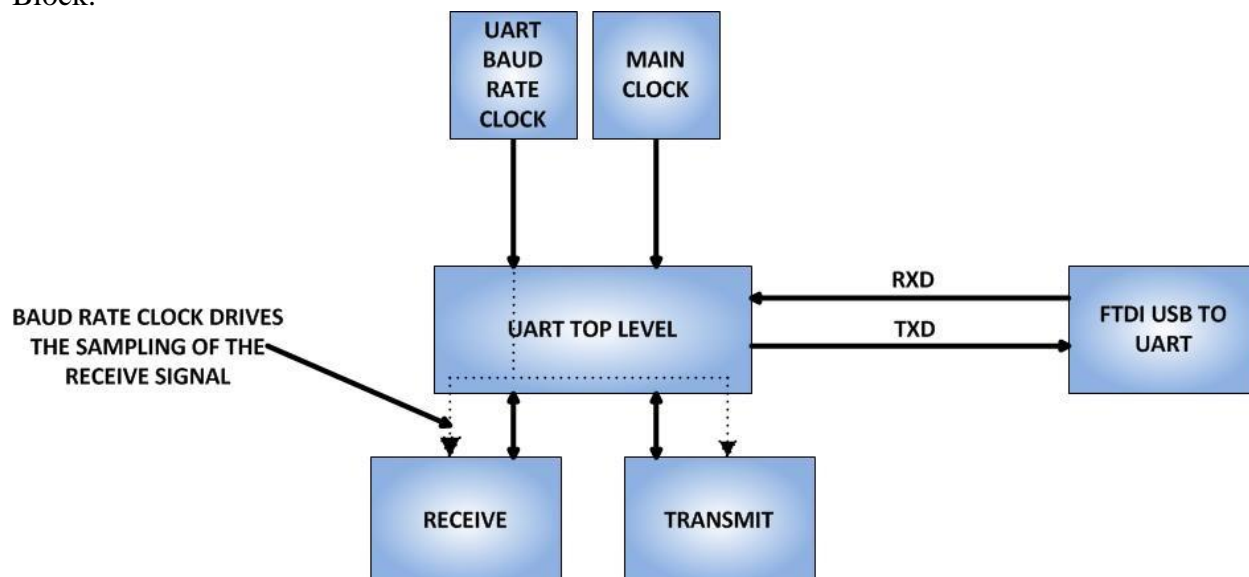 Block.
UART
BAUD
RATE
CLOCK
MAIN
CLOCK
RXD
BAUD RATE CLOCK DRIVES
THE SAMPLING OF THE
RECEIVE SIGNAL
UART TOP LEVEL
TXD
FTDI USB TO
UART
RECEIVE
TRANSMIT